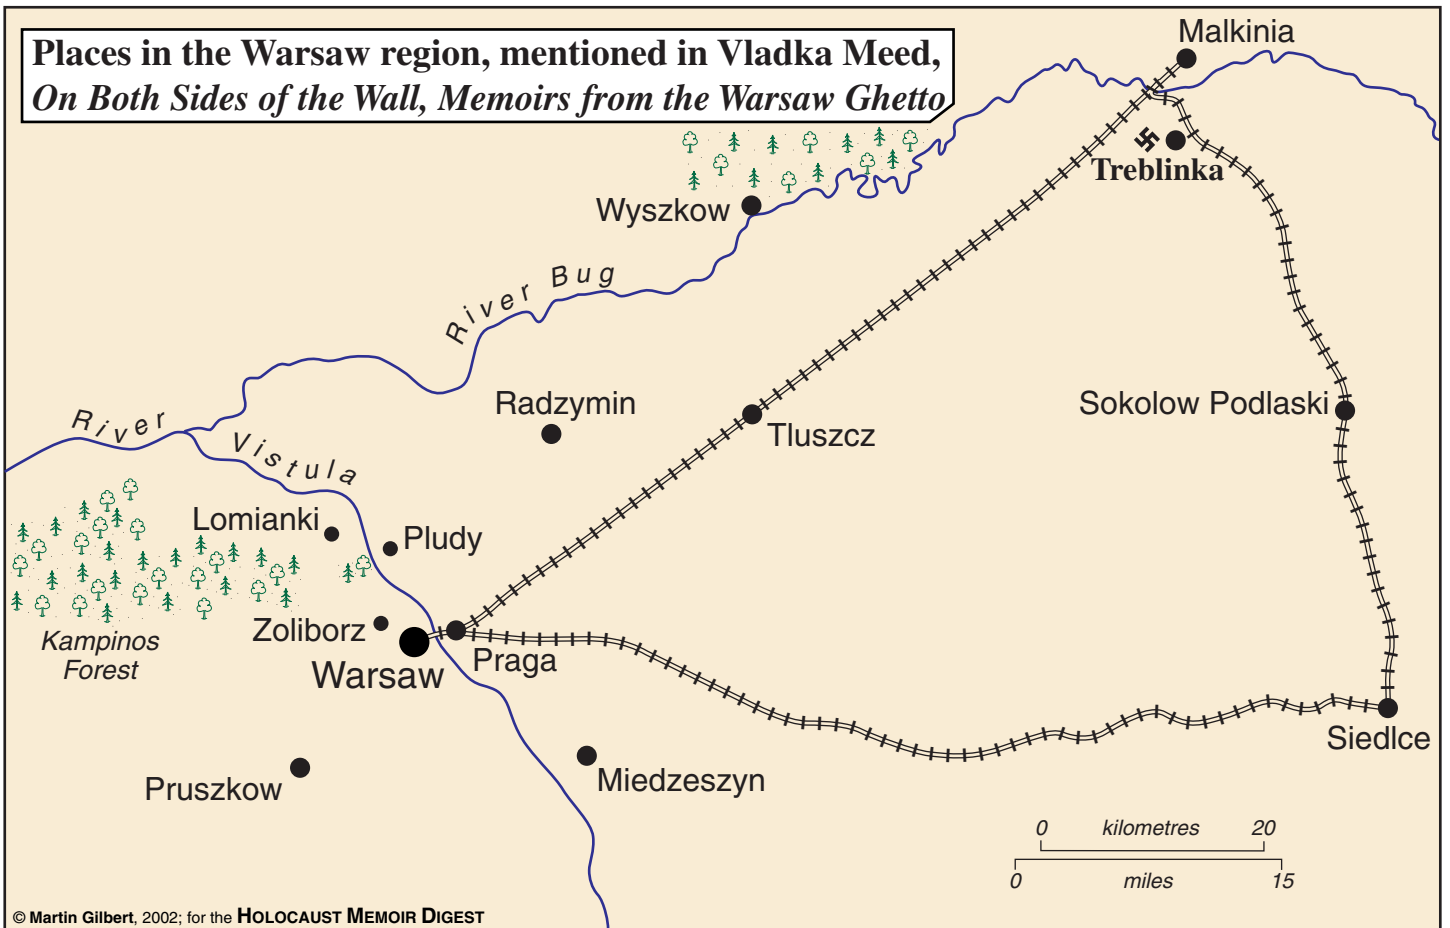 Places in the Warsaw region, mentioned in Vladka Meed,
On Both Sides of the Wall, Memoirs from the Warsaw Ghetto
Malkinia
Treblinka
Wyszkow
River Bug
Radzymin
Sokolow Podlaski
Tluszcz
River
Vistula
Lomianki
Pludy
Zoliborz
Kampinos
Forest
Warsaw
Praga
Siedlce
Miedzeszyn
Pruszkow
0 kilometres 20
0 miles 15
© Martin Gilbert, 2002; for the HOLOCAUST MEMOIR DIGEST